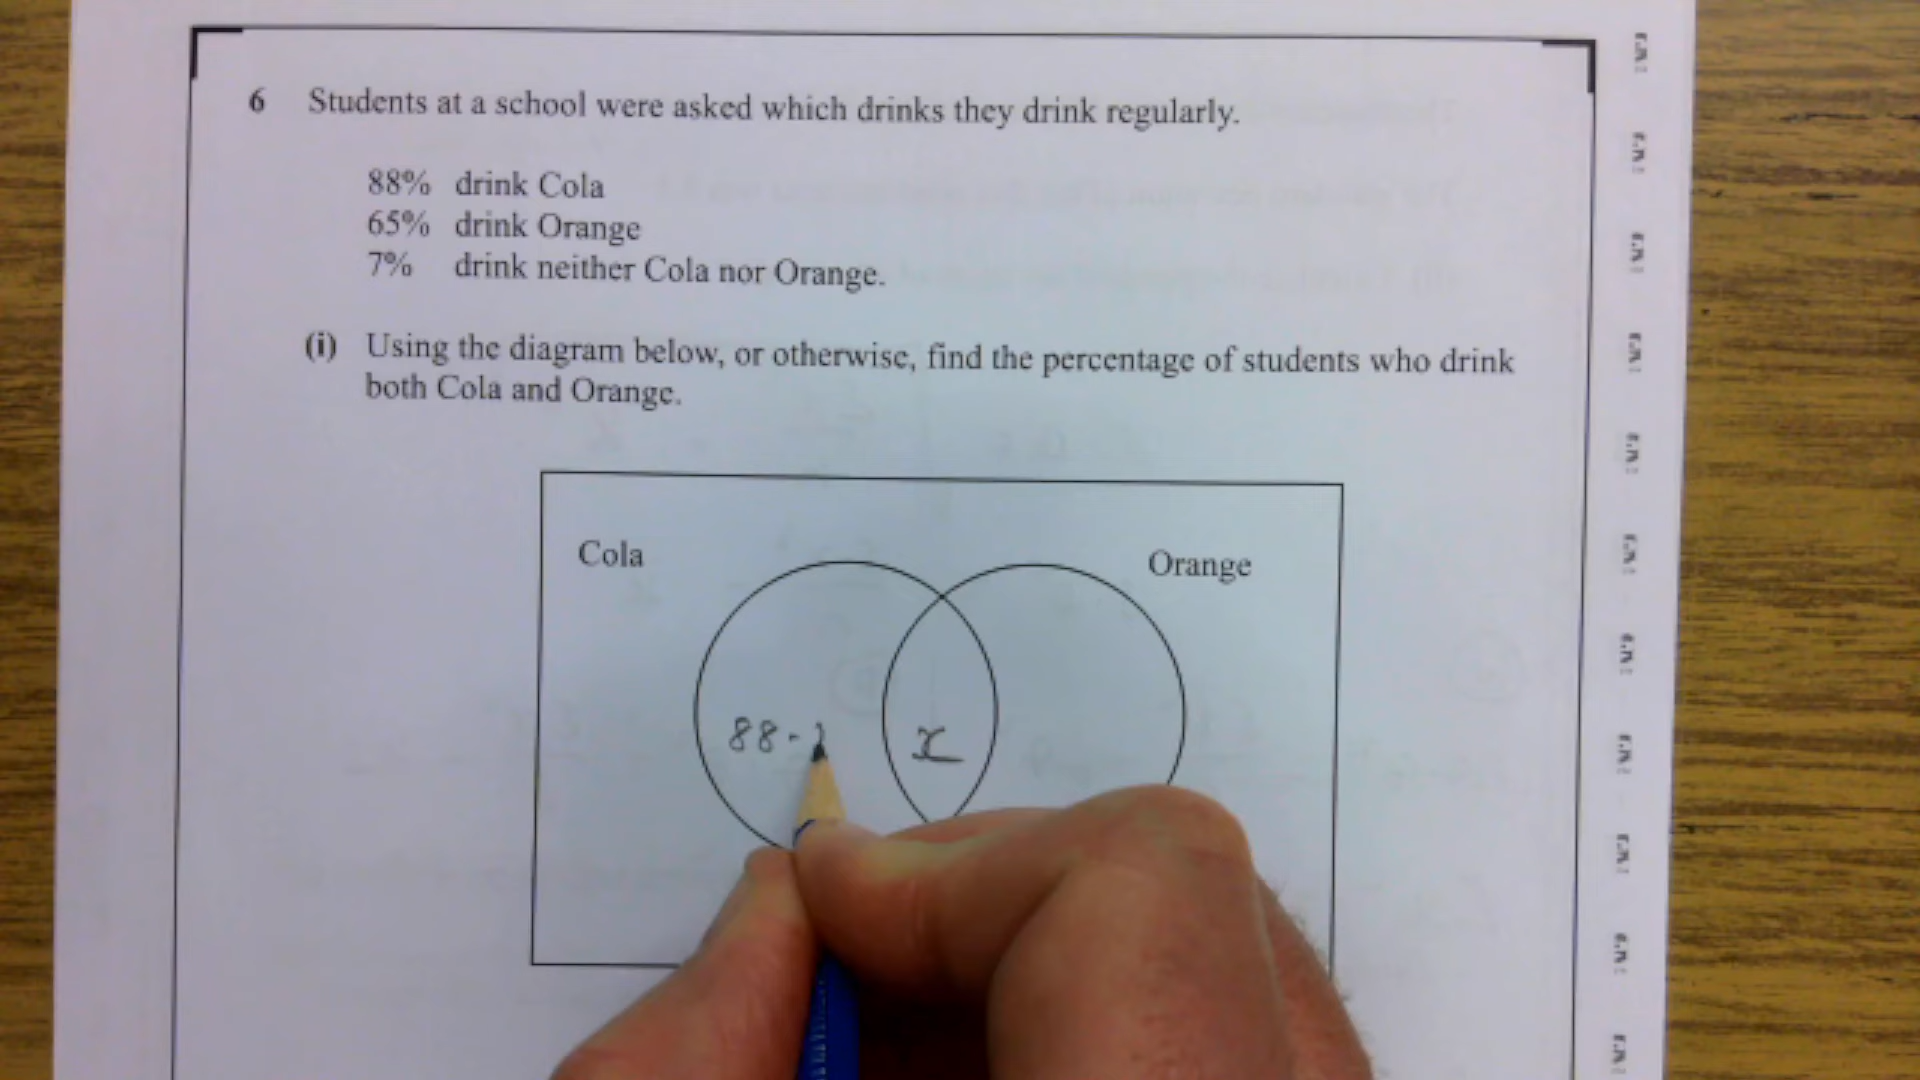 6 Students at a school were asked which drinks they drink regularly.
88% drink Cola
65% drink Orange
7% drink neither Cola nor Orange.
(i) Using the diagram below, or otherwise, find the percentage of students who drink
both Cola and Orange.
Cola
Orange
88 -
x